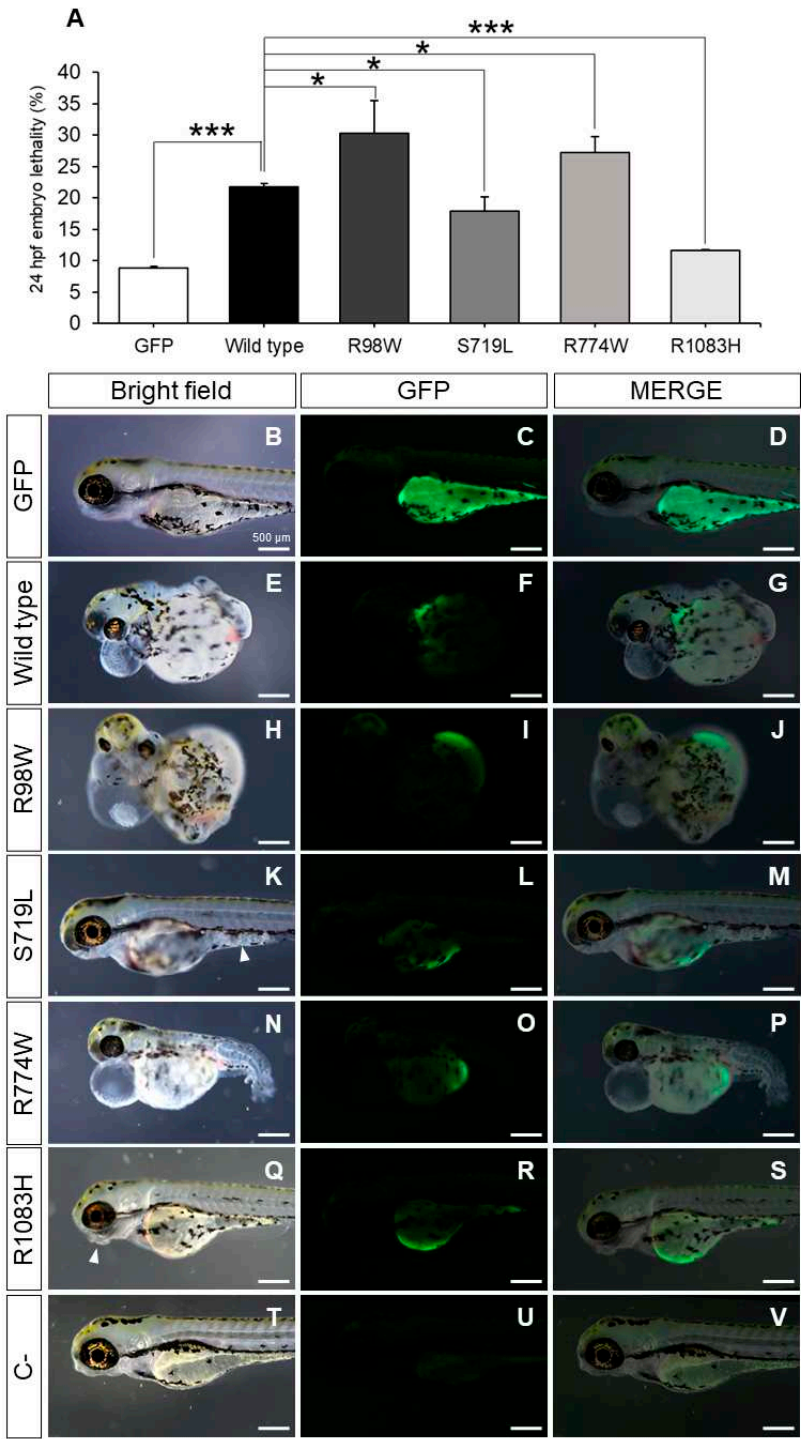 A
***
*
*
*
***
24 hpf embryo lethality (%)
40
35
30
25
20
15
10
5
0
GFP Wild type R98W S719L R774W R1083H
Bright field GFP MERGE
GFP
B C D
500 µm
Wild type
E F G
R98W
H I J
S719L
K L M
R774W
N O P
R1083H
Q R S
C-
T U V